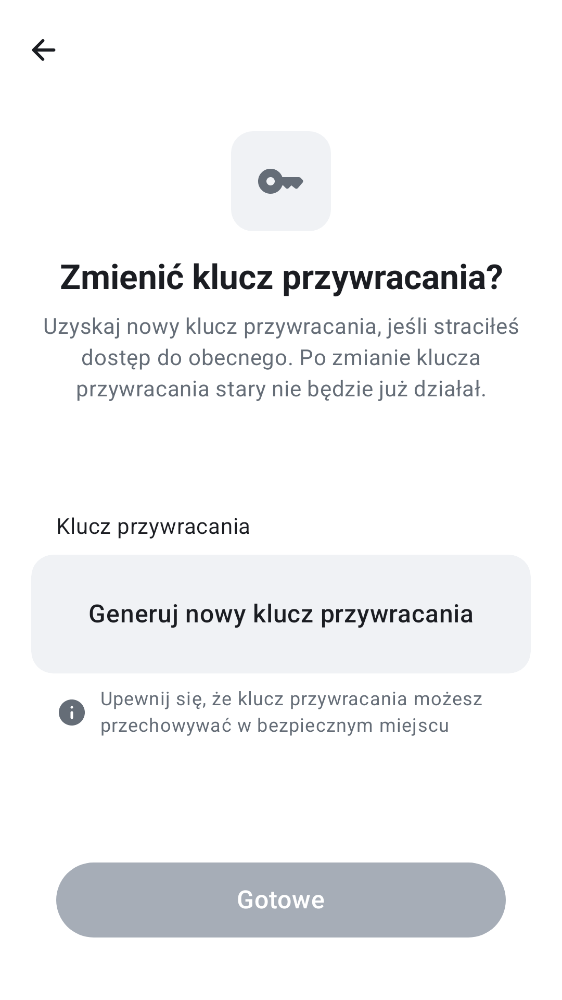 Zmienić klucz przywracania?
Uzyskaj nowy klucz przywracania, jeśli straciłeś
dostęp do obecnego. Po zmianie klucza
przywracania stary nie będzie już działał.
Klucz przywracania
Generuj nowy klucz przywracania
Upewnij się, że klucz przywracania możesz
przechowywać w bezpiecznym miejscu
Gotowe